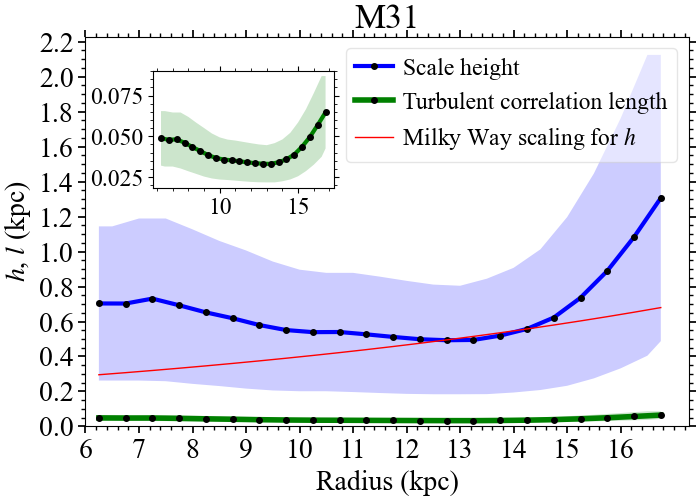 M31
Scale height
Turbulent correlation length
Milky Way scaling for h
0.075
0.050
0.025
10 15
2.2
2.0
1.8
1.6
1.4
1.2
1.0
0.8
0.6
0.4
0.2
0.0
h, l (kpc)
6 7 8 9 10 11 12 13 14 15 16
Radius (kpc)